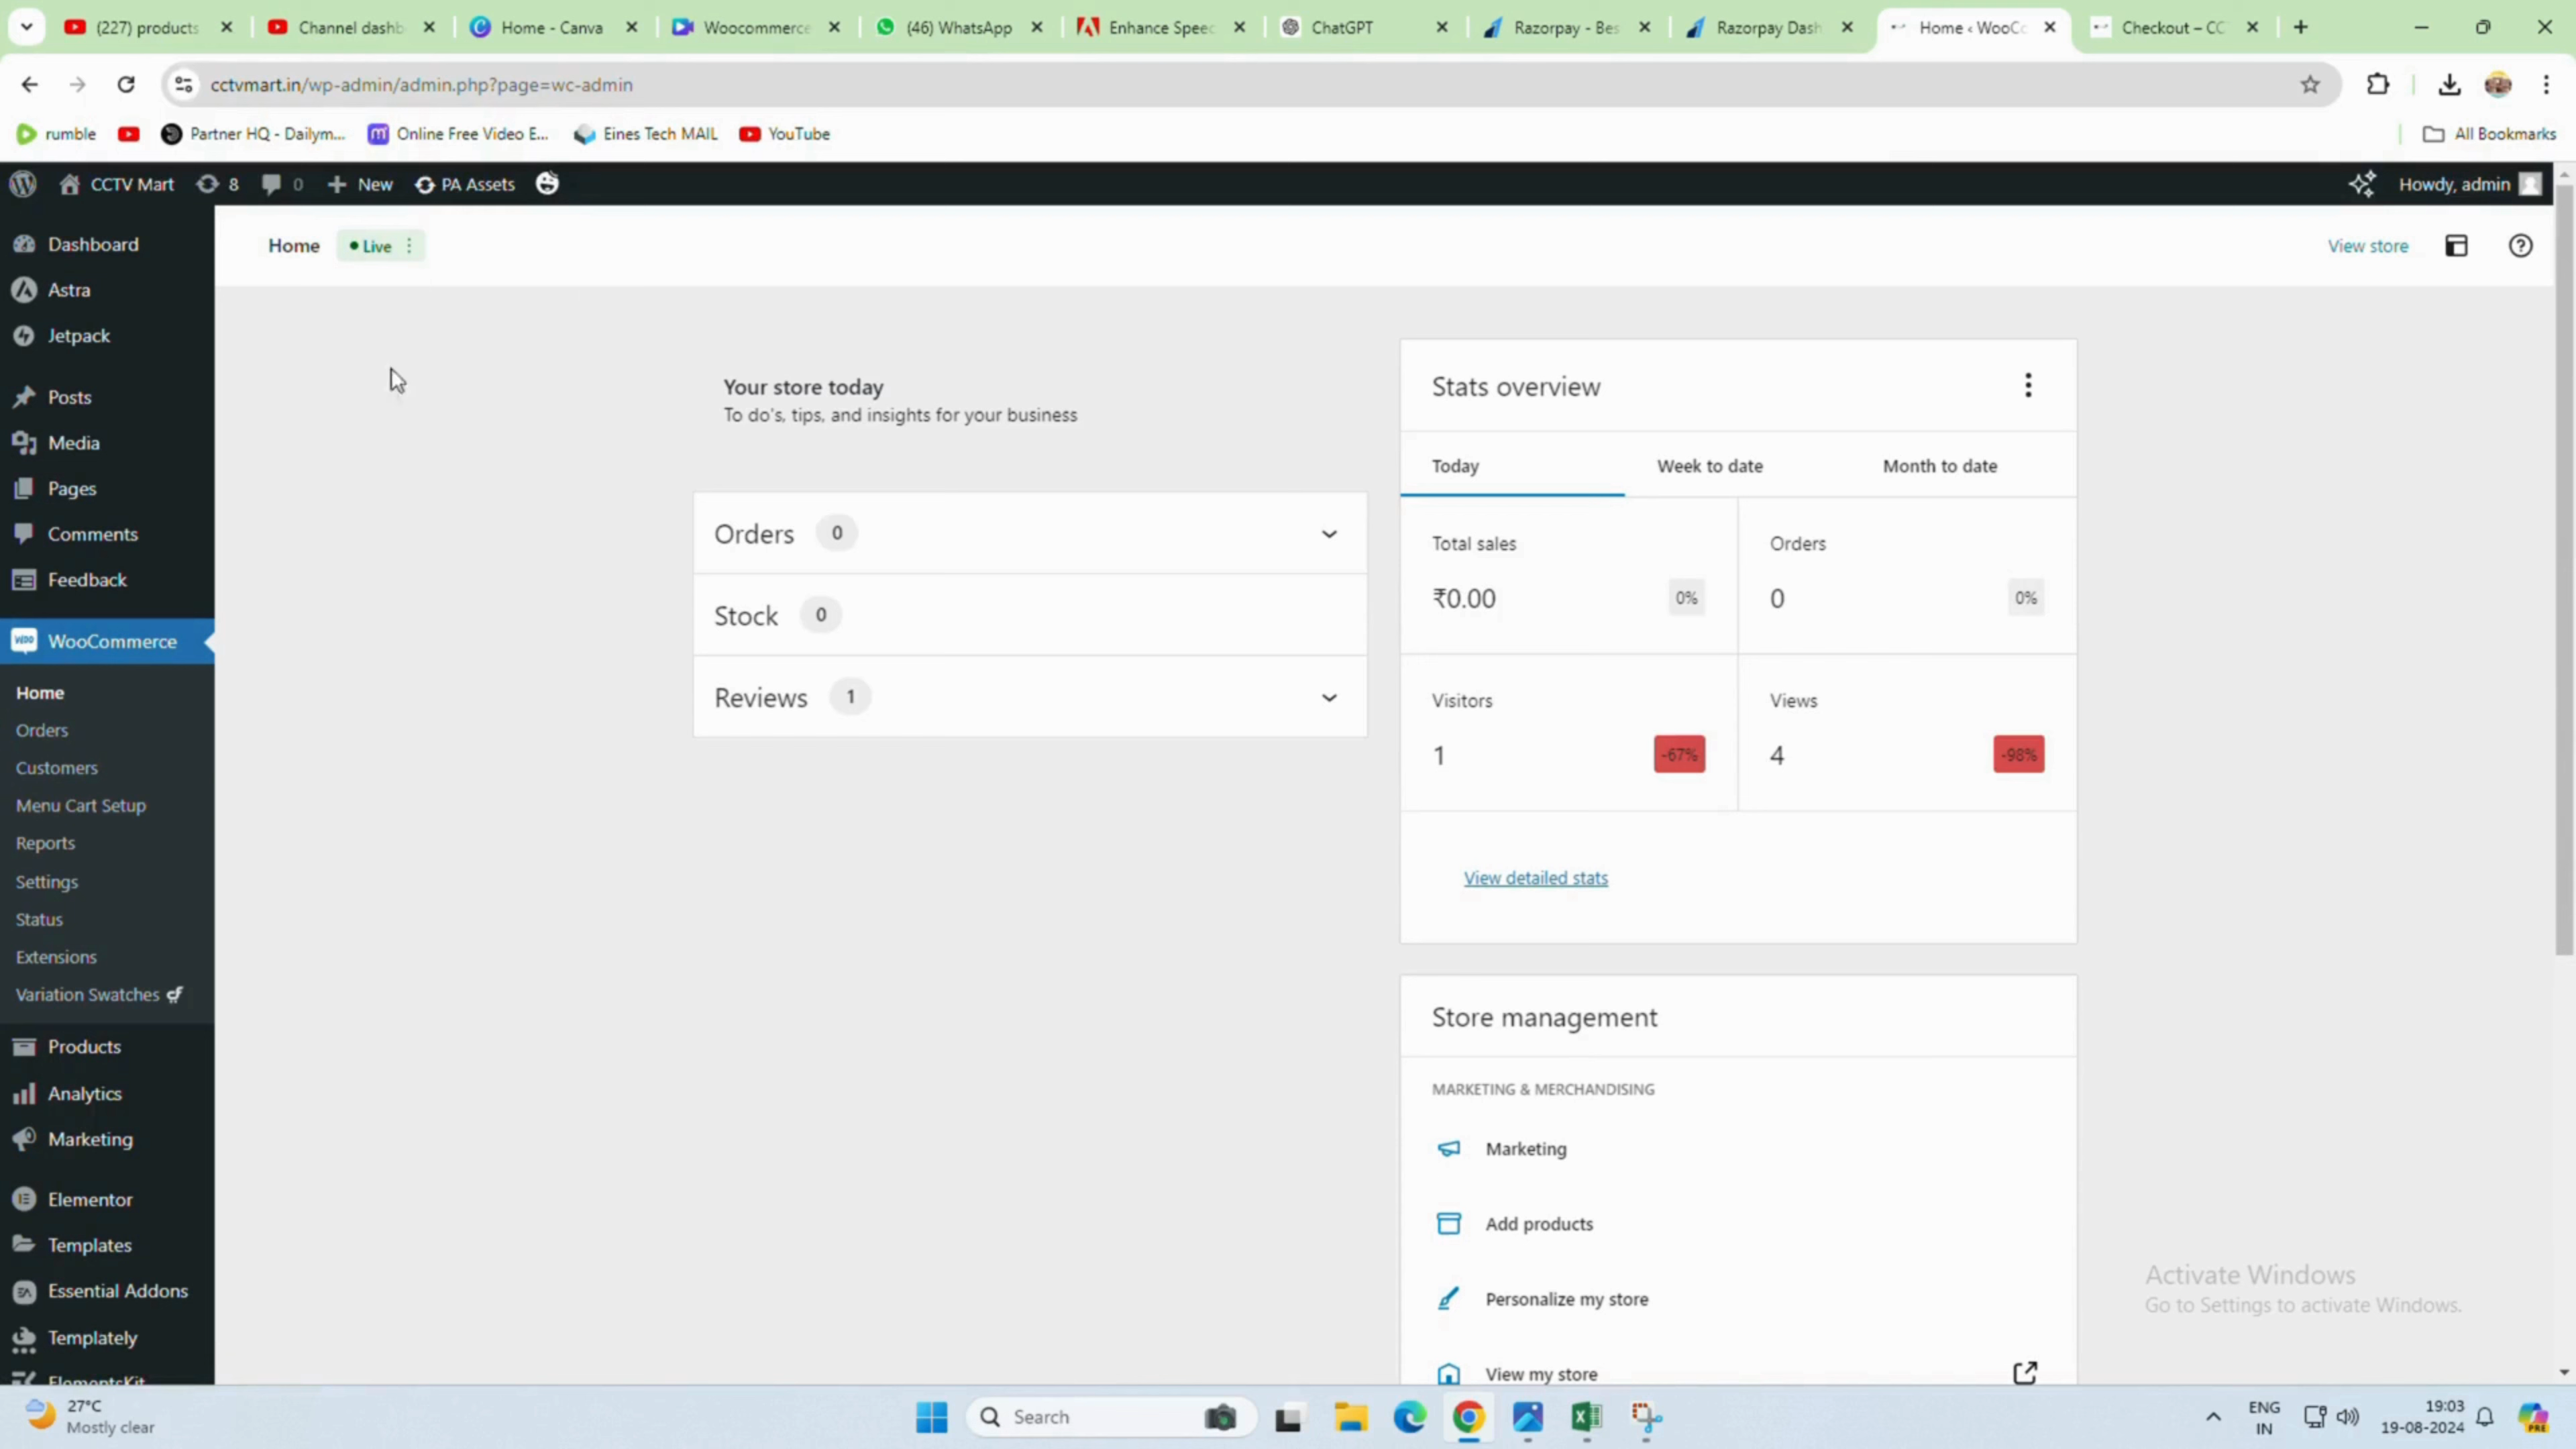 (227) products
Channel dashb
Home - Canva
Woocommerce
(46) WhatsApp
Enhance Speec
ChatGPT
Razorpay - Bes
Razorpay Dash
Home ‹ WooCo
Checkout – CC
cctvmart.in/wp-admin/admin.php?page=wc-admin
rumble
Partner HQ - Dailym...
Online Free Video E...
Eines Tech MAIL
YouTube
All Bookmarks
CCTV Mart
8
0
New
PA Assets
Howdy, admin
Dashboard
Astra
Jetpack
Posts
Media
Pages
Comments
Feedback
WooCommerce
Home
Orders
Customers
Menu Cart Setup
Reports
Settings
Status
Extensions
Variation Swatches
Products
Analytics
Marketing
Elementor
Templates
Essential Addons
Templately
ElementsKit
Home
Live
View store
Your store today
To do's, tips, and insights for your business
Orders 0
Stock 0
Reviews 1
Stats overview
Today
Week to date
Month to date
Total sales
₹0.00
0%
Orders
0
0%
Visitors
1
-67%
Views
4
-98%
View detailed stats
Store management
MARKETING & MERCHANDISING
Marketing
Add products
Personalize my store
View my store
Activate Windows
Go to Settings to activate Windows.
27°C
Mostly clear
Search
ENG
IN
19:03
19-08-2024
PRE